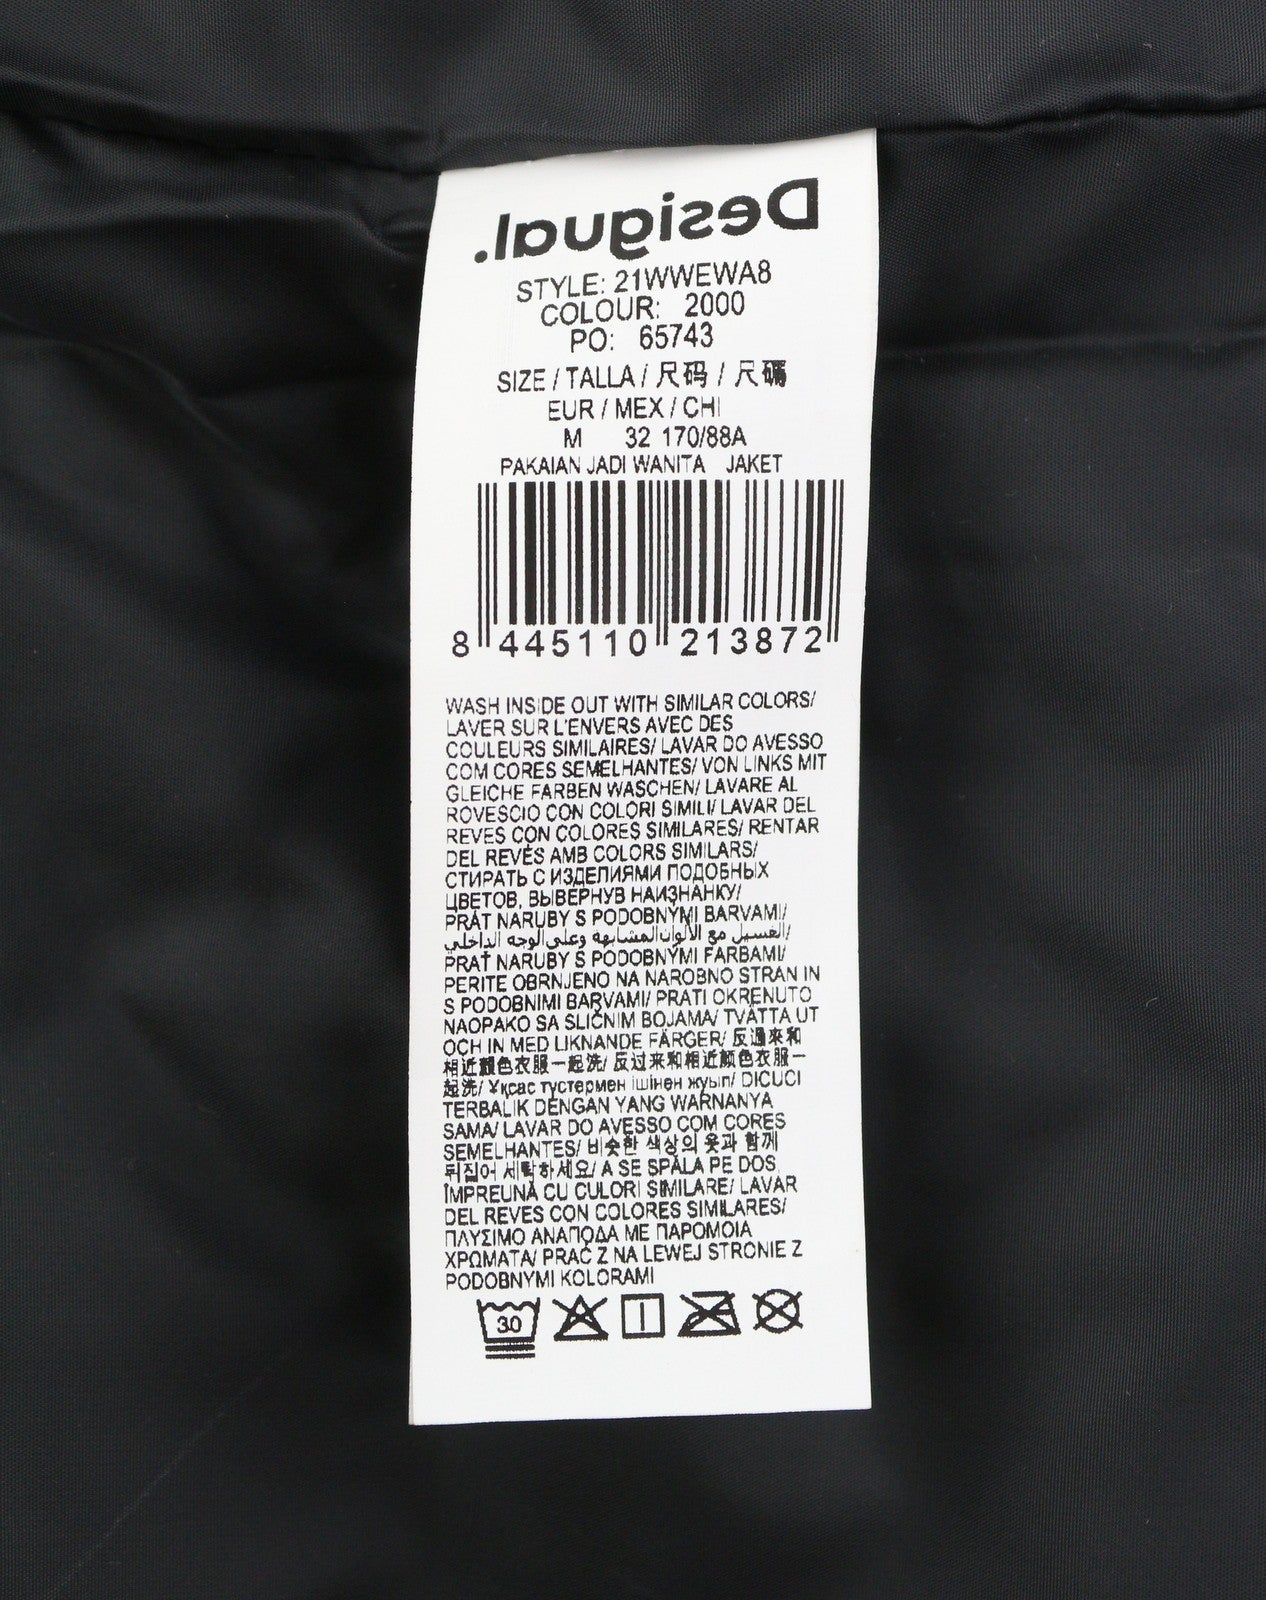 Desigual.
STYLE: 21WWEWA8
COLOUR: 2000
PO: 65743
SIZE / TALLA / 尺码 / 尺碼
EUR / MEX / CHI
M 32 170/88A
PAKAIAN JADI WANITA JAKET
8 445110 213872
WASH INSIDE OUT WITH SIMILAR COLORS/
LAVER SUR L'ENVERS AVEC DES
COULEURS SIMILAIRES/ LAVAR DO AVESSO
COM CORES SEMELHANTES/ VON LINKS MIT
GLEICHE FARBEN WASCHEN/ LAVARE AL
ROVESCIO CON COLORI SIMILI/ LAVAR DEL
REVES CON COLORES SIMILARES/ RENTAR
DEL REVÉS AMB COLORS SIMILARS/
СТИРАТЬ С ИЗДЕЛИЯМИ ПОДОБНЫХ
ЦВЕТОВ, ВЫВЕРНУВ НАИЗНАНКУ/
PRÁT NARUBY S PODOBNÝMI BARVAMI/
الغسيل مع الألوان المشابهه وعلى الوجه الداخلي/
PRAŤ NARUBY S PODOBNÝMI FARBAMI/
PERITE OBRNJENO NA NAROBNO STRAN IN
S PODOBNIMI BARVAMI/ PRATI OKRENUTO
NAOPAKO SA SLIČNIM BOJAMA/ TVÄTTA UT
OCH IN MED LIKNANDE FÄRGER/ 反過來和
相近顏色衣服一起洗/ 反过来和相近颜色衣服一
起洗/ Ұқсас түстермен ішінен жуып/ DICUCI
TERBALIK DENGAN YANG WARNANYA
SAMA/ LAVAR DO AVESSO COM CORES
SEMELHANTES/ 비슷한 색상의 옷과 함께
뒤집어 세탁하세요/ A SE SPĂLA PE DOS
ÎMPREUNĂ CU CULORI SIMILARE/ LAVAR
DEL REVES CON COLORES SIMILARES/
ΠΛΥΣΙΜΟ ΑΝΑΠΟΔΑ ΜΕ ΠΑΡΟΜΟΙΑ
ΧΡΩΜΑΤΑ/ PRAĆ Z NA LEWEJ STRONIE Z
PODOBNYMI KOLORAMI
30